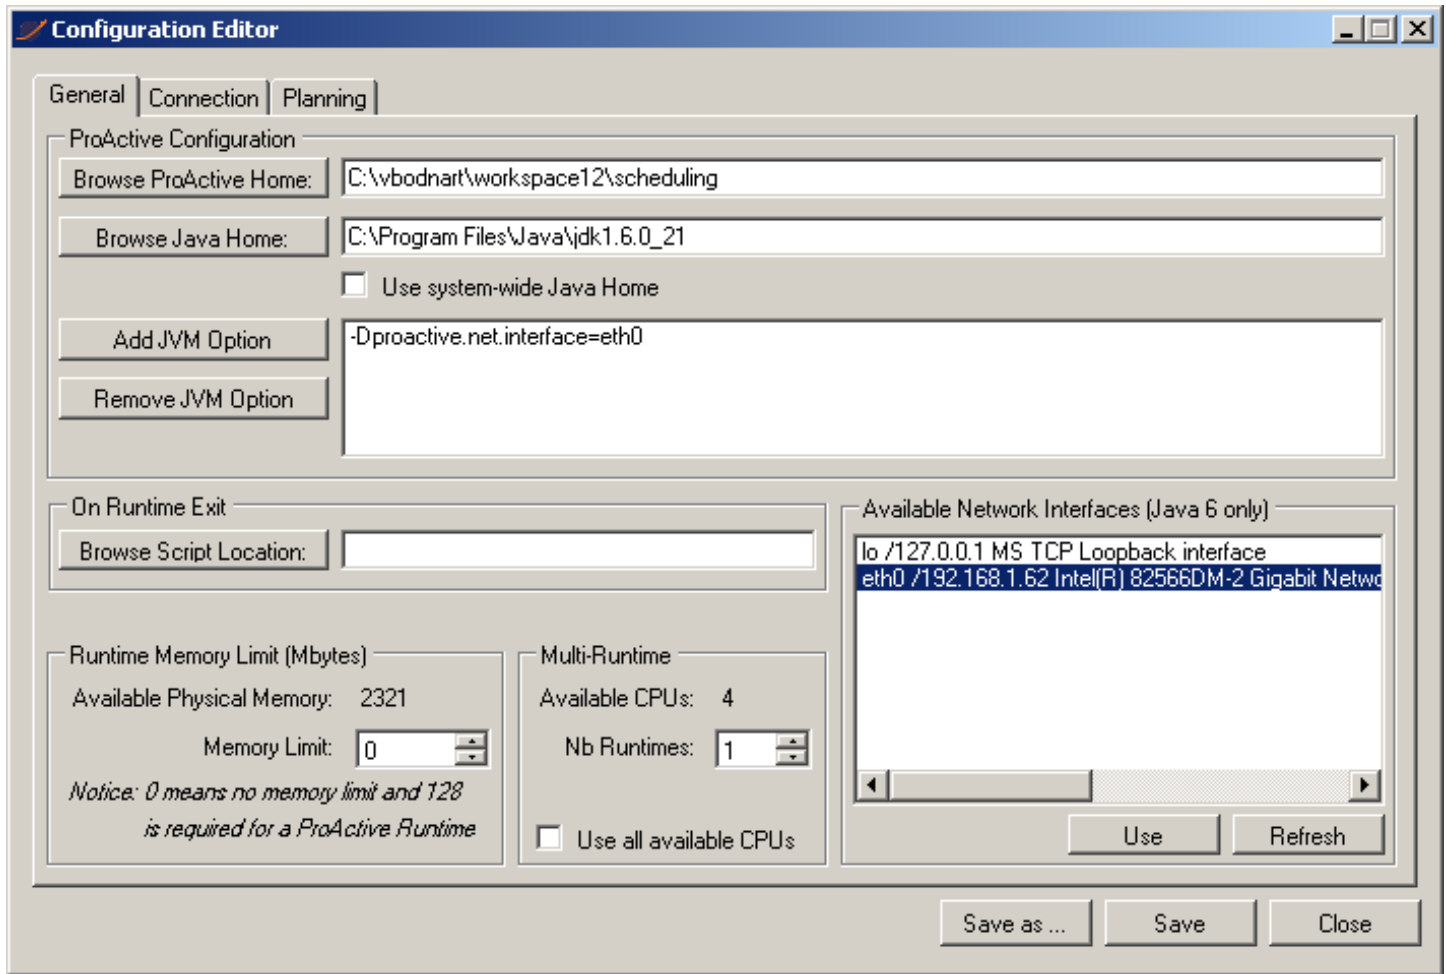 Configuration Editor
General Connection Planning
ProActive Configuration
Browse ProActive Home: C:\vbodnart\workspace12\scheduling
Browse Java Home: C:\Program Files\Java\jdk1.6.0_21
Use system-wide Java Home
Add JVM Option -Dproactive.net.interface=eth0
Remove JVM Option
On Runtime Exit
Browse Script Location:
Available Network Interfaces (Java 6 only)
lo /127.0.0.1 MS TCP Loopback interface
eth0 /192.168.1.62 Intel(R) 82566DM-2 Gigabit Netwo
Runtime Memory Limit (Mbytes)
Available Physical Memory: 2321
Memory Limit: 0
Notice: 0 means no memory limit and 128
is required for a ProActive Runtime
Multi-Runtime
Available CPUs: 4
Nb Runtimes: 1
Use all available CPUs
Use Refresh
Save as ... Save Close